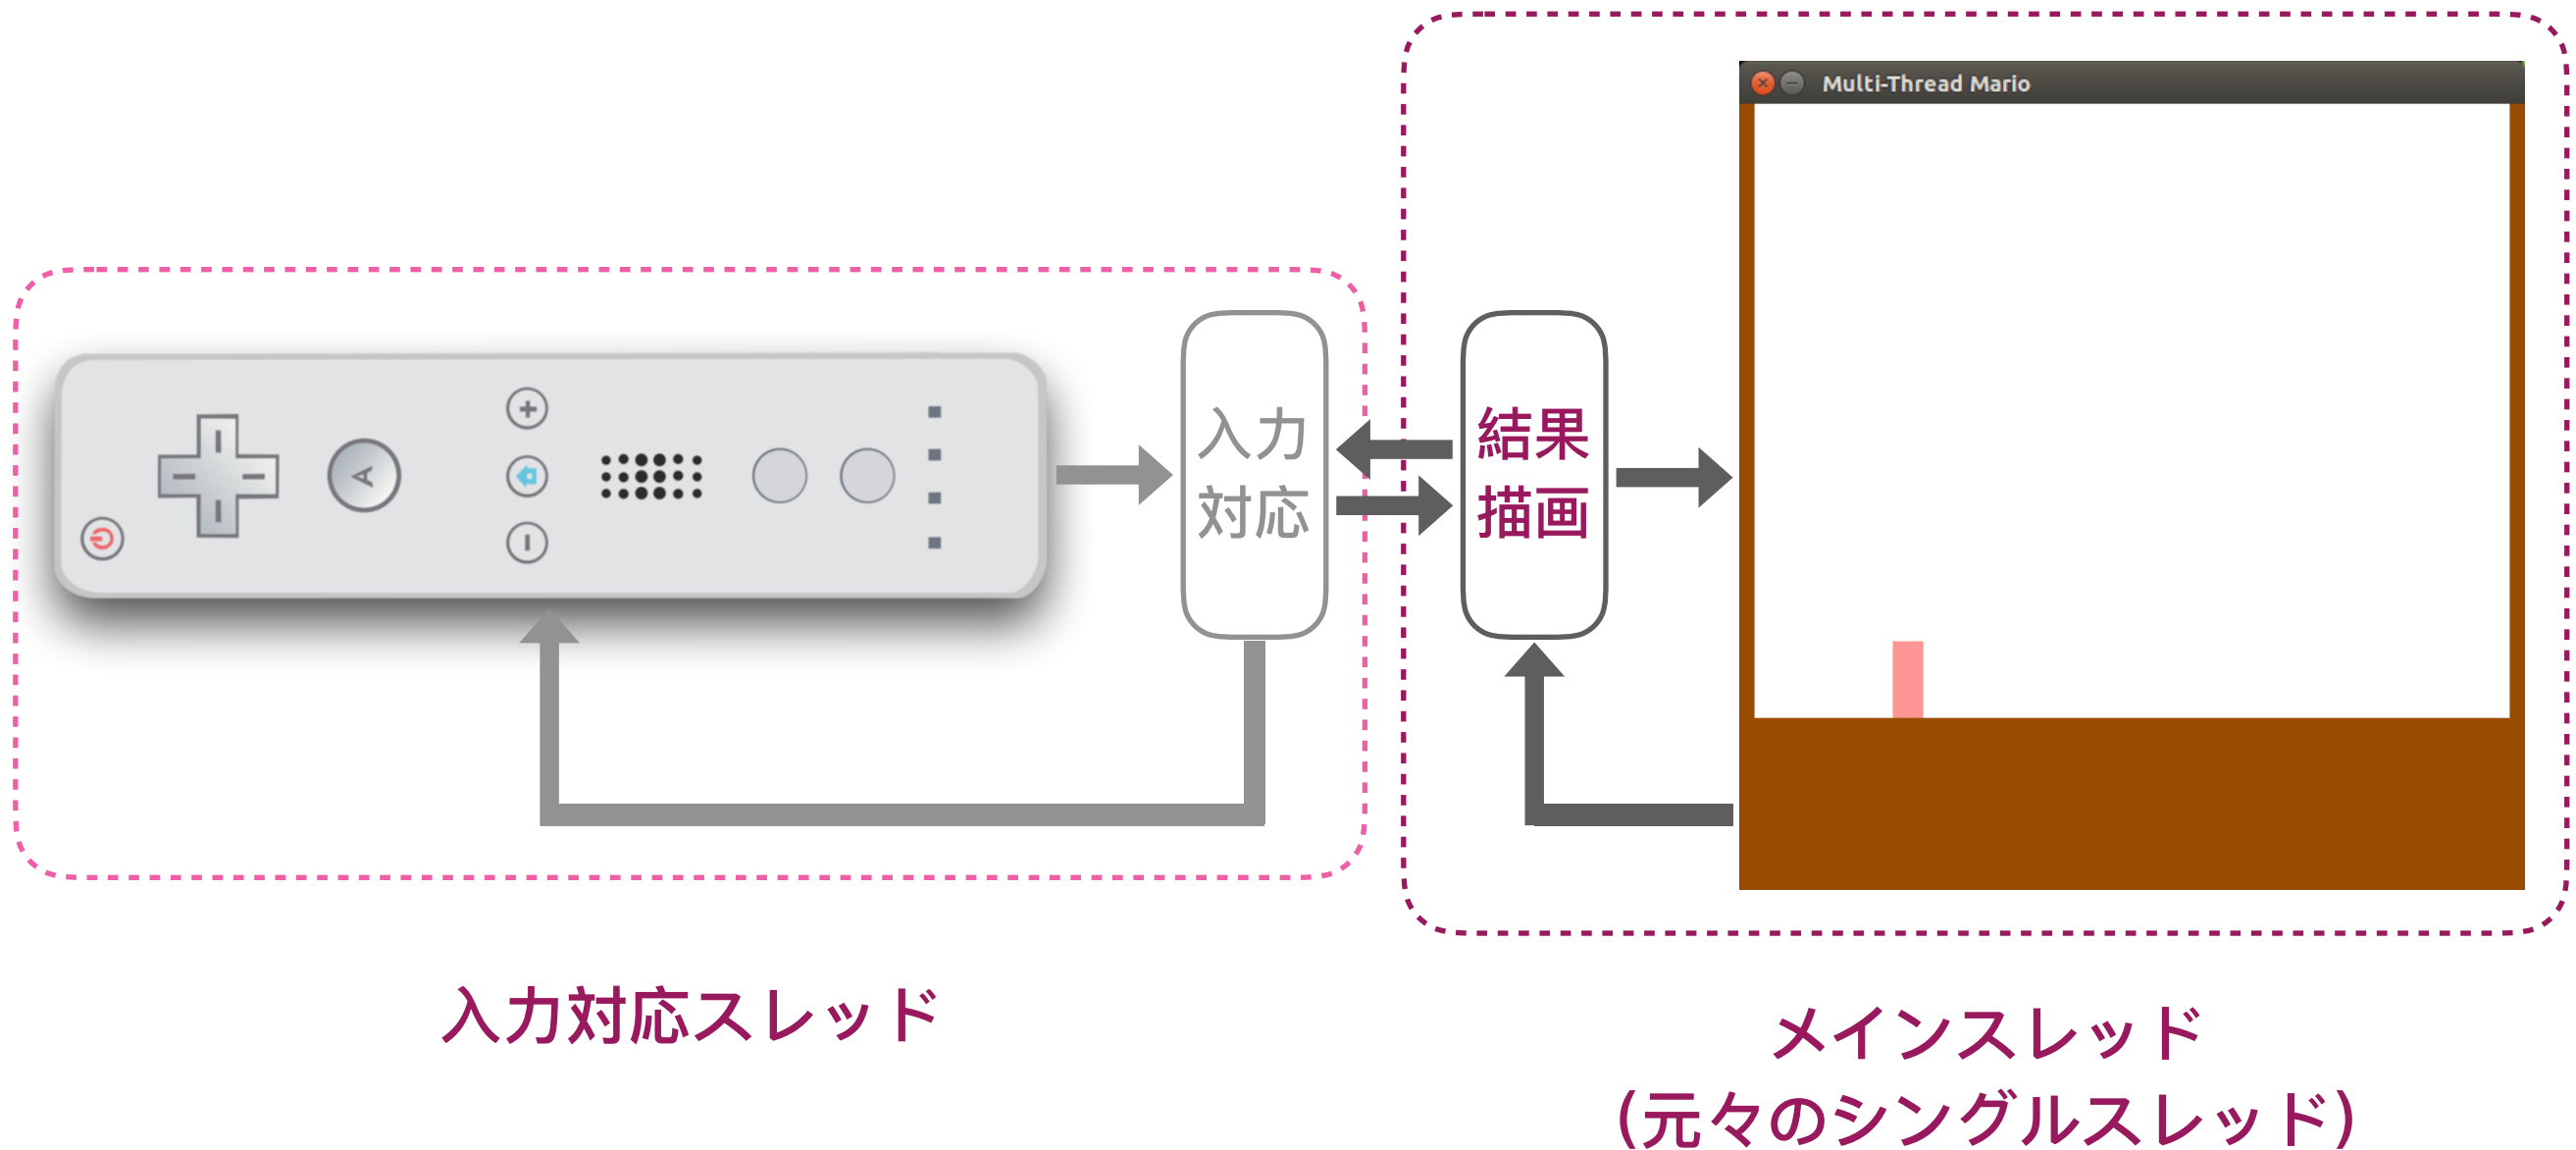 Multi-Thread Mario
A
入力
対応
結果
描画
入力対応スレッド
メインスレッド
(元々のシングルスレッド)